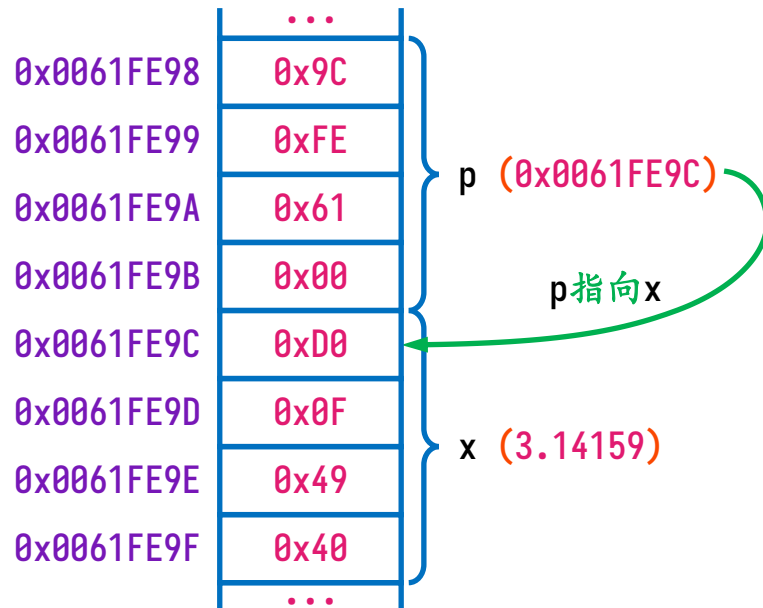 ...
0x0061FE98 0x9C
0x0061FE99 0xFE
p (0x0061FE9C)
0x0061FE9A 0x61
0x0061FE9B 0x00
p指向x
0x0061FE9C 0xD0
0x0061FE9D 0x0F
x (3.14159)
0x0061FE9E 0x49
0x0061FE9F 0x40
...